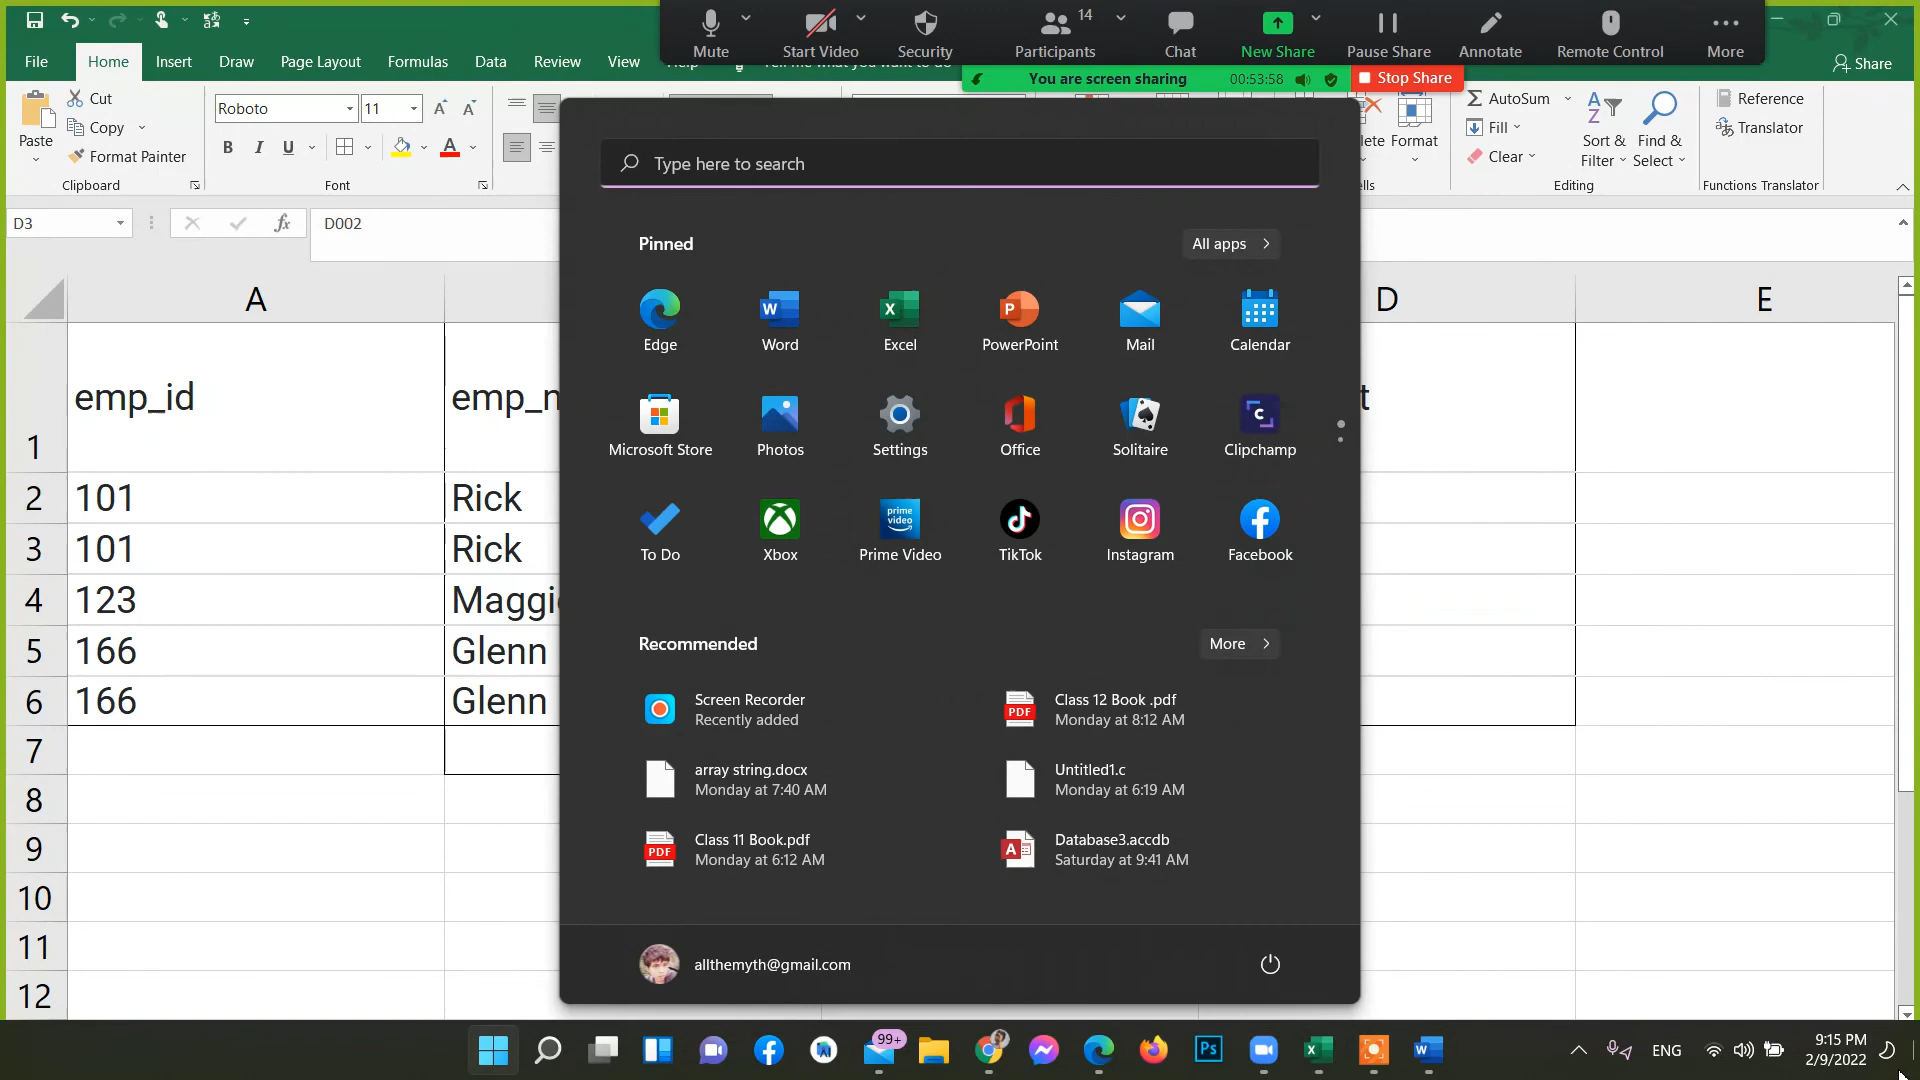 Mute
Start Video
Security
Participants
14
Chat
New Share
Pause Share
Annotate
Remote Control
More
You are screen sharing
00:53:58
Stop Share
File
Home
Insert
Draw
Page Layout
Formulas
Data
Review
View
Share
Paste
Cut
Copy
Format Painter
Clipboard
Roboto
11
A
A
B
I
U
A
Font
Format
AutoSum
Fill
Clear
Sort & Filter
Find & Select
Editing
Reference
Translator
Functions Translator
D3
fx
D002
A
D
E
1
emp_id
2
101
Rick
3
101
Rick
4
123
5
166
Glenn
6
166
Glenn
7
8
9
10
11
12
Type here to search
Pinned
All apps
Edge
Word
Excel
PowerPoint
Mail
Calendar
Microsoft Store
Photos
Settings
Office
Solitaire
Clipchamp
To Do
Xbox
prime video
Prime Video
TikTok
Instagram
Facebook
Recommended
More
Screen Recorder
Recently added
Class 12 Book .pdf
Monday at 8:12 AM
array string.docx
Monday at 7:40 AM
Untitled1.c
Monday at 6:19 AM
Class 11 Book.pdf
Monday at 6:12 AM
Database3.accdb
Saturday at 9:41 AM
allthemyth@gmail.com
99+
Ps
ENG
9:15 PM
2/9/2022